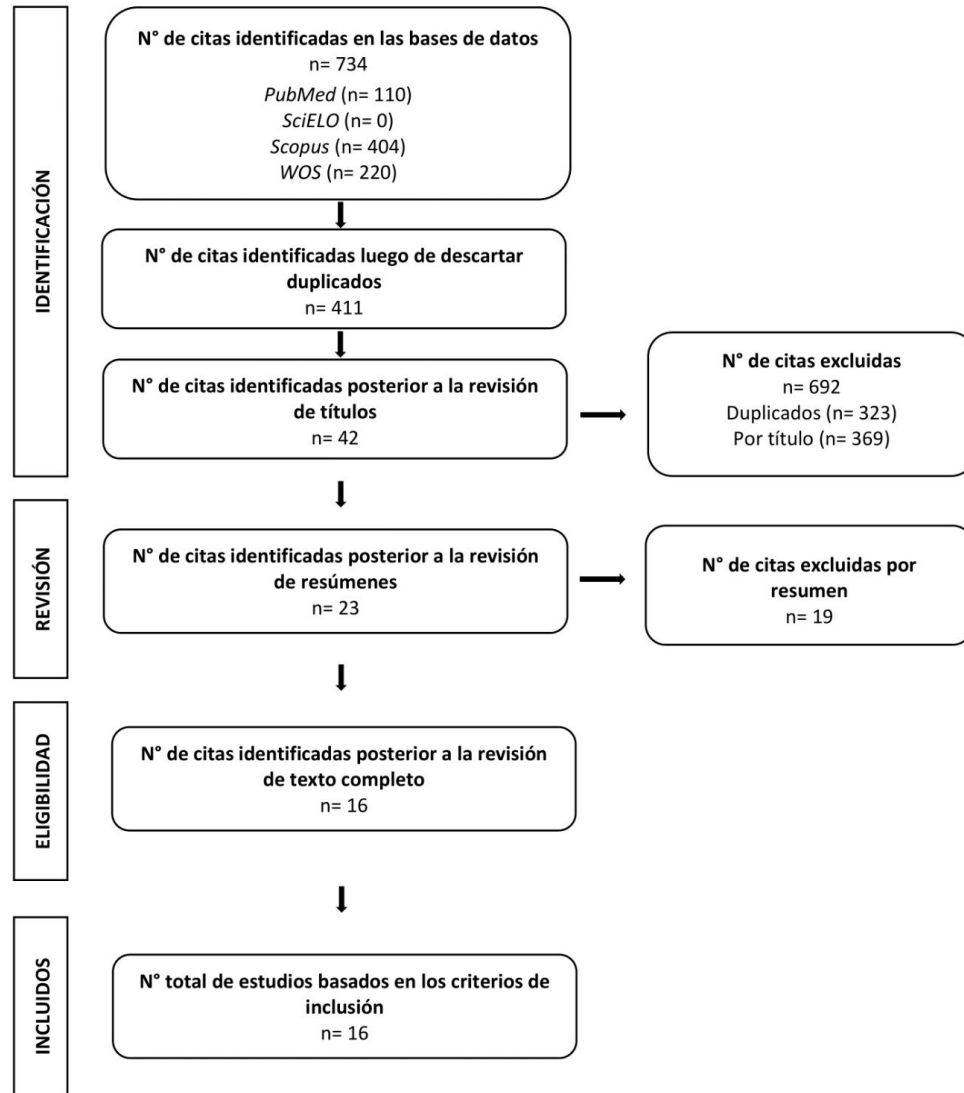 IDENTIFICACIÓN
N° de citas identificadas en las bases de datos
n= 734
PubMed (n= 110)
SciELO (n= 0)
Scopus (n= 404)
WOS (n= 220)
N° de citas identificadas luego de descartar
duplicados
n= 411
N° de citas identificadas posterior a la revisión
de títulos
n= 42
N° de citas excluidas
n= 692
Duplicados (n= 323)
Por título (n= 369)
REVISIÓN
N° de citas identificadas posterior a la revisión
de resúmenes
n= 23
N° de citas excluidas por
resumen
n= 19
ELIGIBILIDAD
N° de citas identificadas posterior a la revisión
de texto completo
n= 16
INCLUIDOS
N° total de estudios basados en los criterios de
inclusión
n= 16